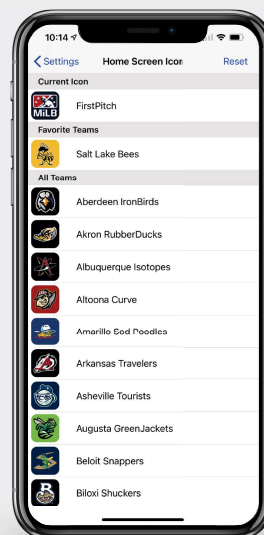 10:14
Settings Home Screen Icon Reset
Current Icon
MiLB FirstPitch
Favorite Teams
Salt Lake Bees
All Teams
Aberdeen IronBirds
Akron RubberDucks
Albuquerque Isotopes
Altoona Curve
Amarillo Sod Poodles
Arkansas Travelers
Asheville Tourists
Augusta GreenJackets
Beloit Snappers
B Biloxi Shuckers